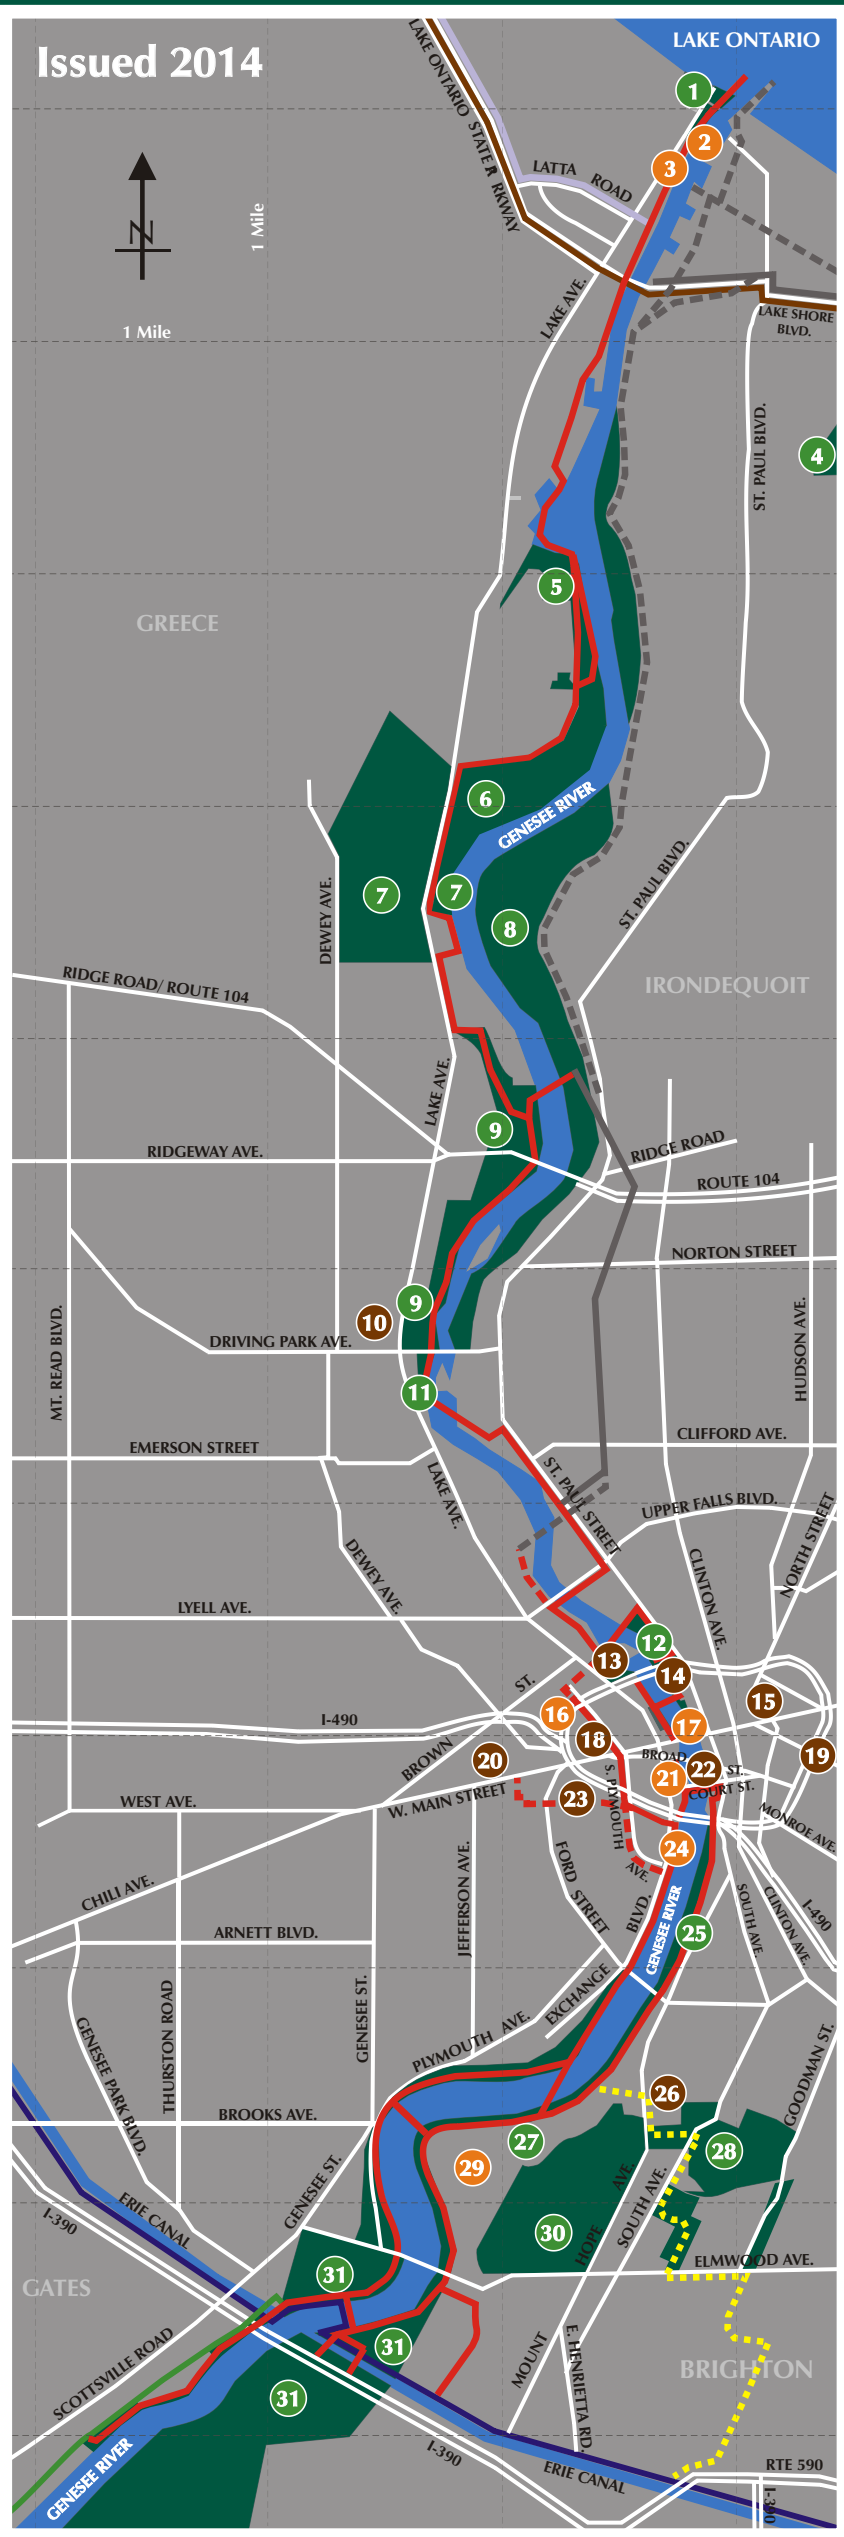 LAKE ONTARIO
Issued 2014
LAKE ONTARIO STATE P RKWAY
1
2
3
LATTA ROAD
N
1 Mile
1 Mile
LAKE AVE.
LAKE SHORE
BLVD.
ST. PAUL BLVD.
4
5
GREECE
6
GENESEE RIVER
7
7
8
DEWEY AVE.
ST. PAUL BLVD.
IRONDEQUOIT
RIDGE ROAD/ ROUTE 104
LAKE AVE.
9
RIDGEWAY AVE.
RIDGE ROAD
ROUTE 104
NORTON STREET
9
10
MT. READ BLVD.
HUDSON AVE.
DRIVING PARK AVE.
11
CLIFFORD AVE.
EMERSON STREET
LAKE AVE.
ST. PAUL STREET
UPPER FALLS BLVD.
NORTH STREET
DEWEY AVE.
CLINTON AVE.
LYELL AVE.
12
13
14
ST.
15
16
I-490
17
18
BROWN
BROAD
ST.
19
20
21
22
COURT ST.
23
S. PLYMOUTH
AVE.
WEST AVE.
W. MAIN STREET
MONROE AVE.
24
CHILI AVE.
FORD STREET
JEFFERSON AVE.
BLVD.
GENESEE RIVER
25
SOUTH AVE.
CLINTON AVE.
I-490
ARNETT BLVD.
GENESEE ST.
THURSTON ROAD
GENESEE PARK BLVD.
EXCHANGE
PLYMOUTH AVE.
GOODMAN ST.
26
BROOKS AVE.
27
28
29
GENESEE ST.
AVE.
SOUTH AVE.
I-390
ERIE CANAL
30
HOPE
ELMWOOD AVE.
31
GATES
SCOTTSVILLE ROAD
31
MOUNT
E. HENRIETTA RD.
BRIGHTON
31
I-390
GENESEE RIVER
ERIE CANAL
RTE 590
I-390